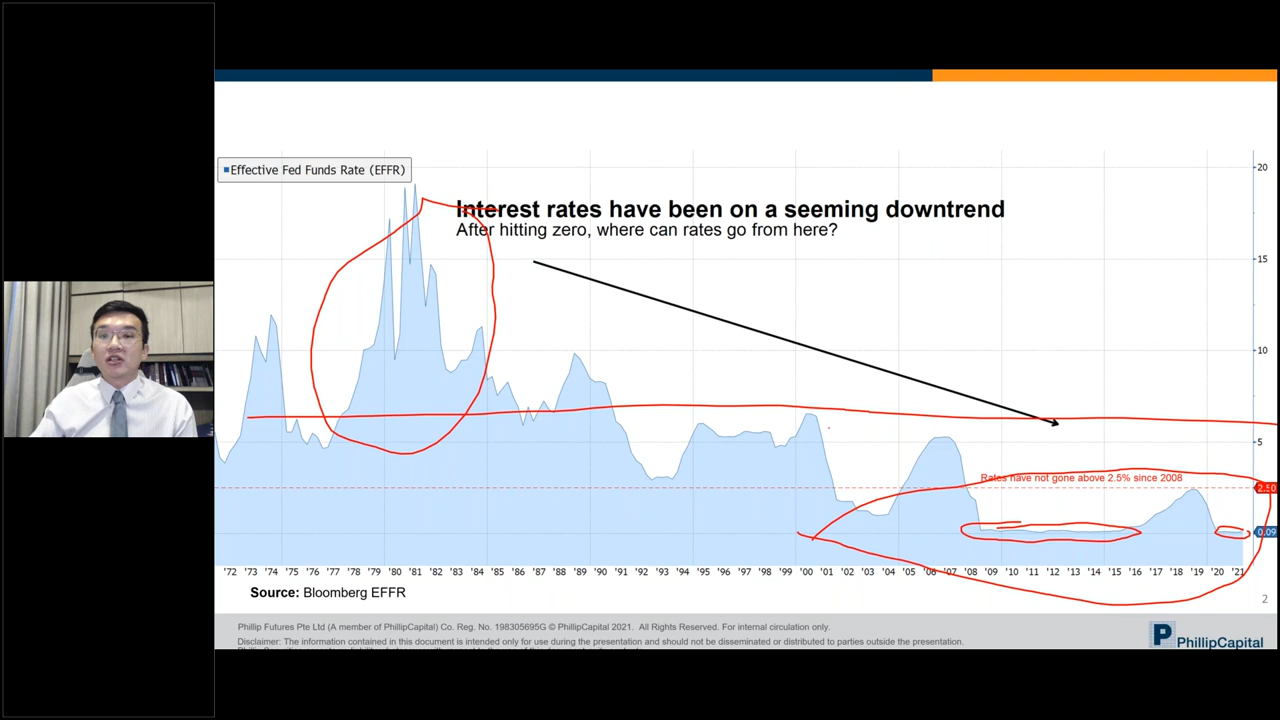 Effective Fed Funds Rate (EFFR)
Interest rates have been on a seeming downtrend
After hitting zero, where can rates go from here?
20
15
10
5
Rates have not gone above 2.5% since 2008
2.50
0.09
'72 '73 '74 '75 '76 '77 '78 '79 '80 '81 '82 '83 '84 '85 '86 '87 '88 '89 '90 '91 '92 '93 '94 '95 '96 '97 '98 '99 '00 '01 '02 '03 '04 '05 '06 '07 '08 '09 '10 '11 '12 '13 '14 '15 '16 '17 '18 '19 '20 '21
Source: Bloomberg EFFR
2
Phillip Futures Pte Ltd (A member of PhillipCapital) Co. Reg. No. 198305695G © PhillipCapital 2021. All Rights Reserved. For internal circulation only.
Disclaimer: The information contained in this document is intended only for use during the presentation and should not be disseminated or distributed to parties outside the presentation.
P PhillipCapital